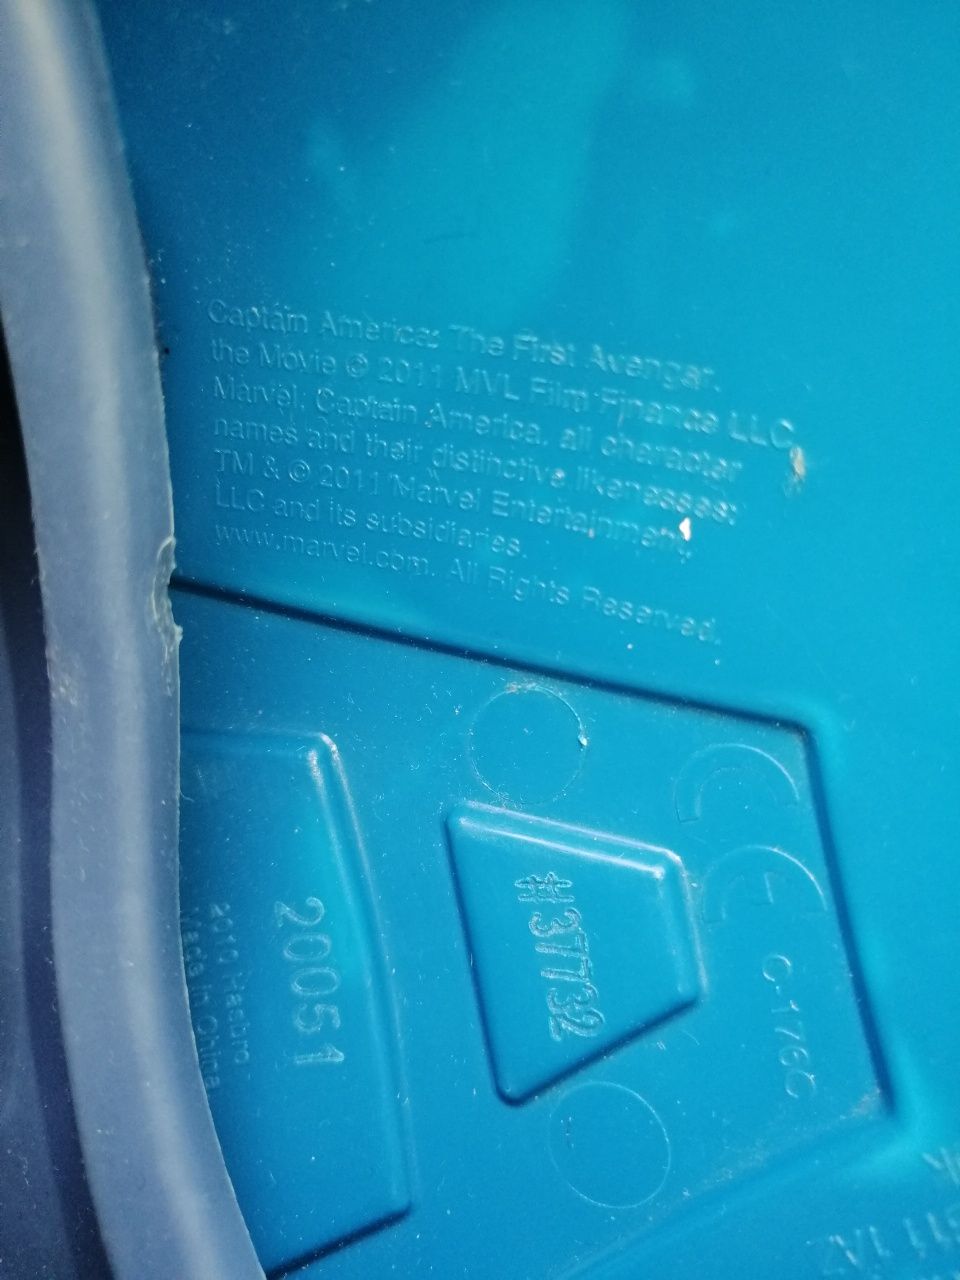 Captain America: The First Avenger,
the Movie © 2011 MVL Film Finance LLC.
Marvel, Captain America, all character
names and their distinctive likenesses:
TM & © 2011 Marvel Entertainment,
LLC and its subsidiaries.
www.marvel.com. All Rights Reserved.
CE
#37732
20051
2010 Hasbro
Made in China